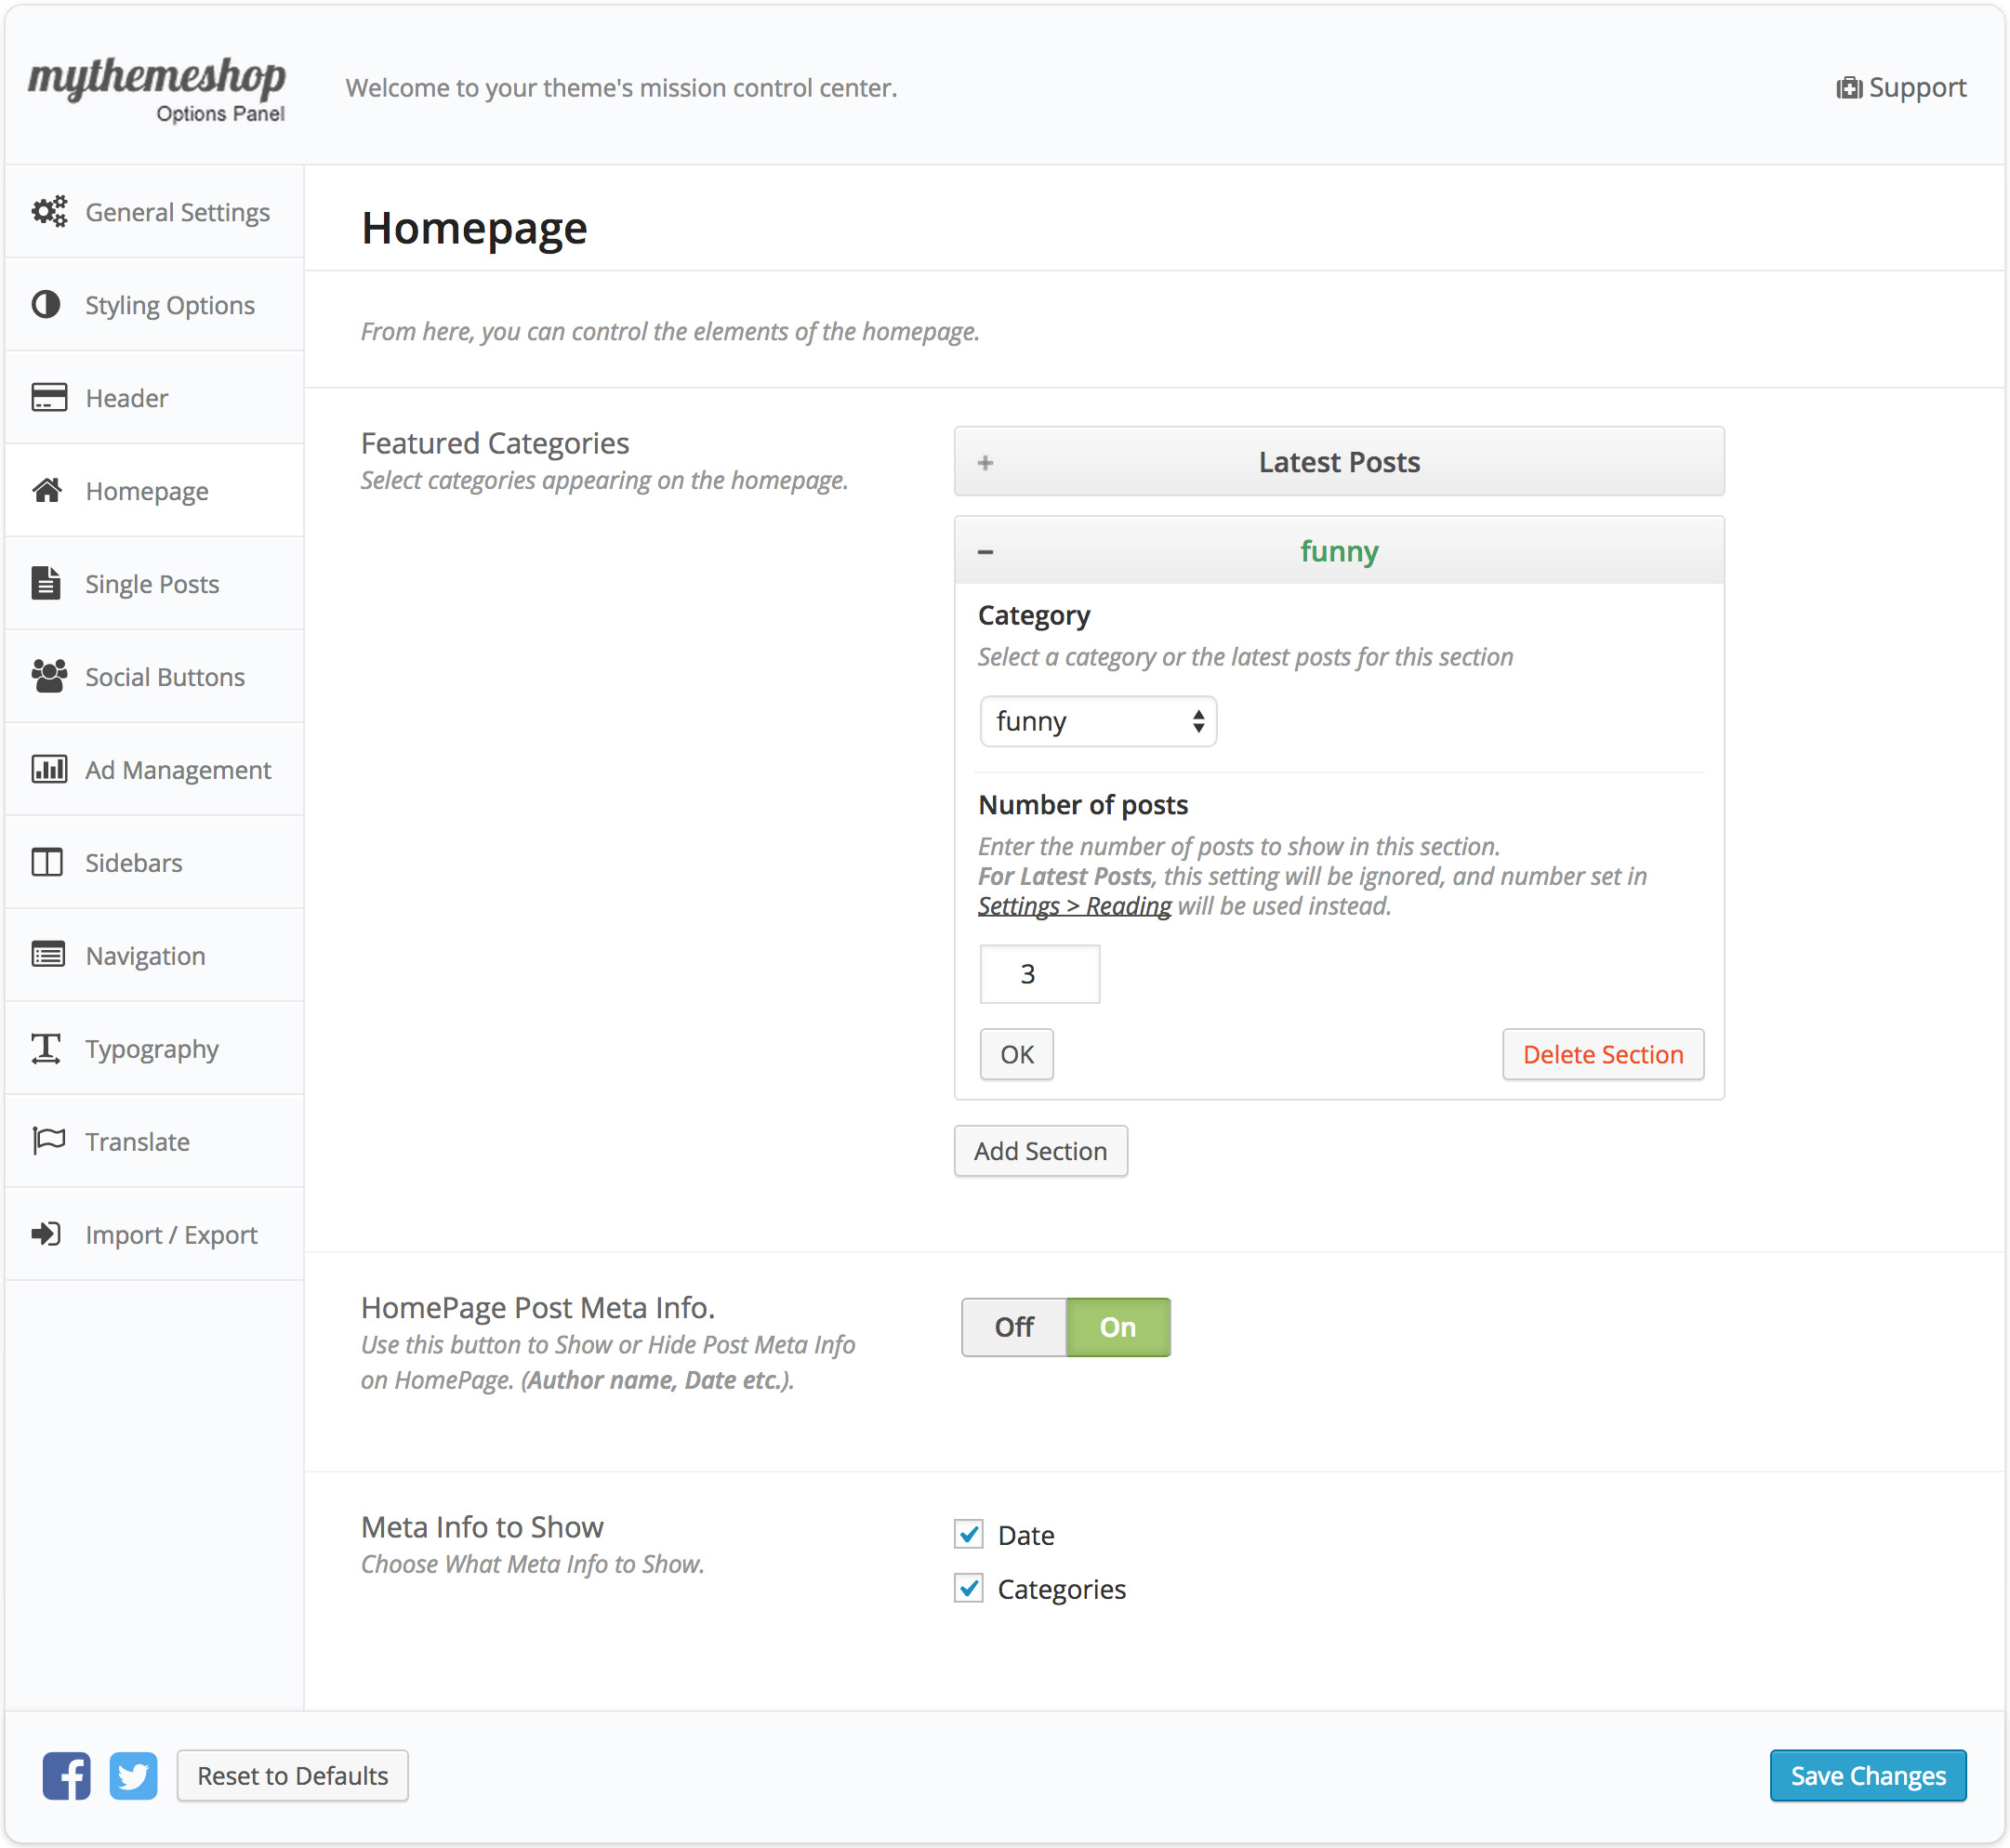 mythemeshop
Options Panel
Welcome to your theme's mission control center.
Support
General Settings
Styling Options
Header
Homepage
Single Posts
Social Buttons
Ad Management
Sidebars
Navigation
Typography
Translate
Import / Export
Homepage
From here, you can control the elements of the homepage.
Featured Categories
Select categories appearing on the homepage.
+ Latest Posts
− funny
Category
Select a category or the latest posts for this section
funny
Number of posts
Enter the number of posts to show in this section.
For Latest Posts, this setting will be ignored, and number set in
Settings > Reading will be used instead.
3
OK
Delete Section
Add Section
HomePage Post Meta Info.
Use this button to Show or Hide Post Meta Info
on HomePage. (Author name, Date etc.).
Off On
Meta Info to Show
Choose What Meta Info to Show.
Date
Categories
Reset to Defaults
Save Changes